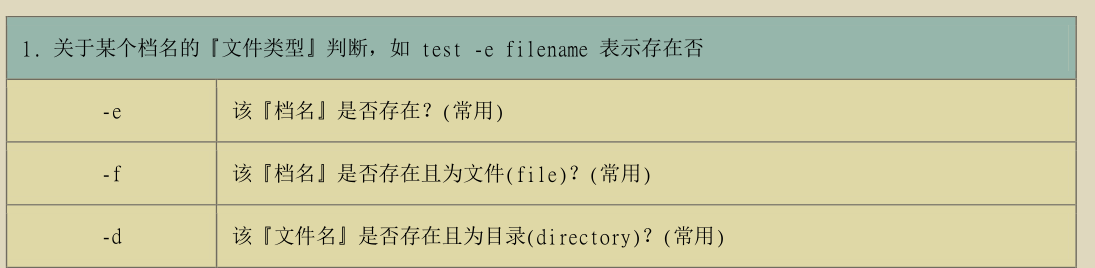 1. 关于某个档名的『文件类型』判断，如 test -e filename 表示存在否
-e 该『档名』是否存在？(常用)
-f 该『档名』是否存在且为文件(file)？(常用)
-d 该『文件名』是否存在且为目录(directory)？(常用)